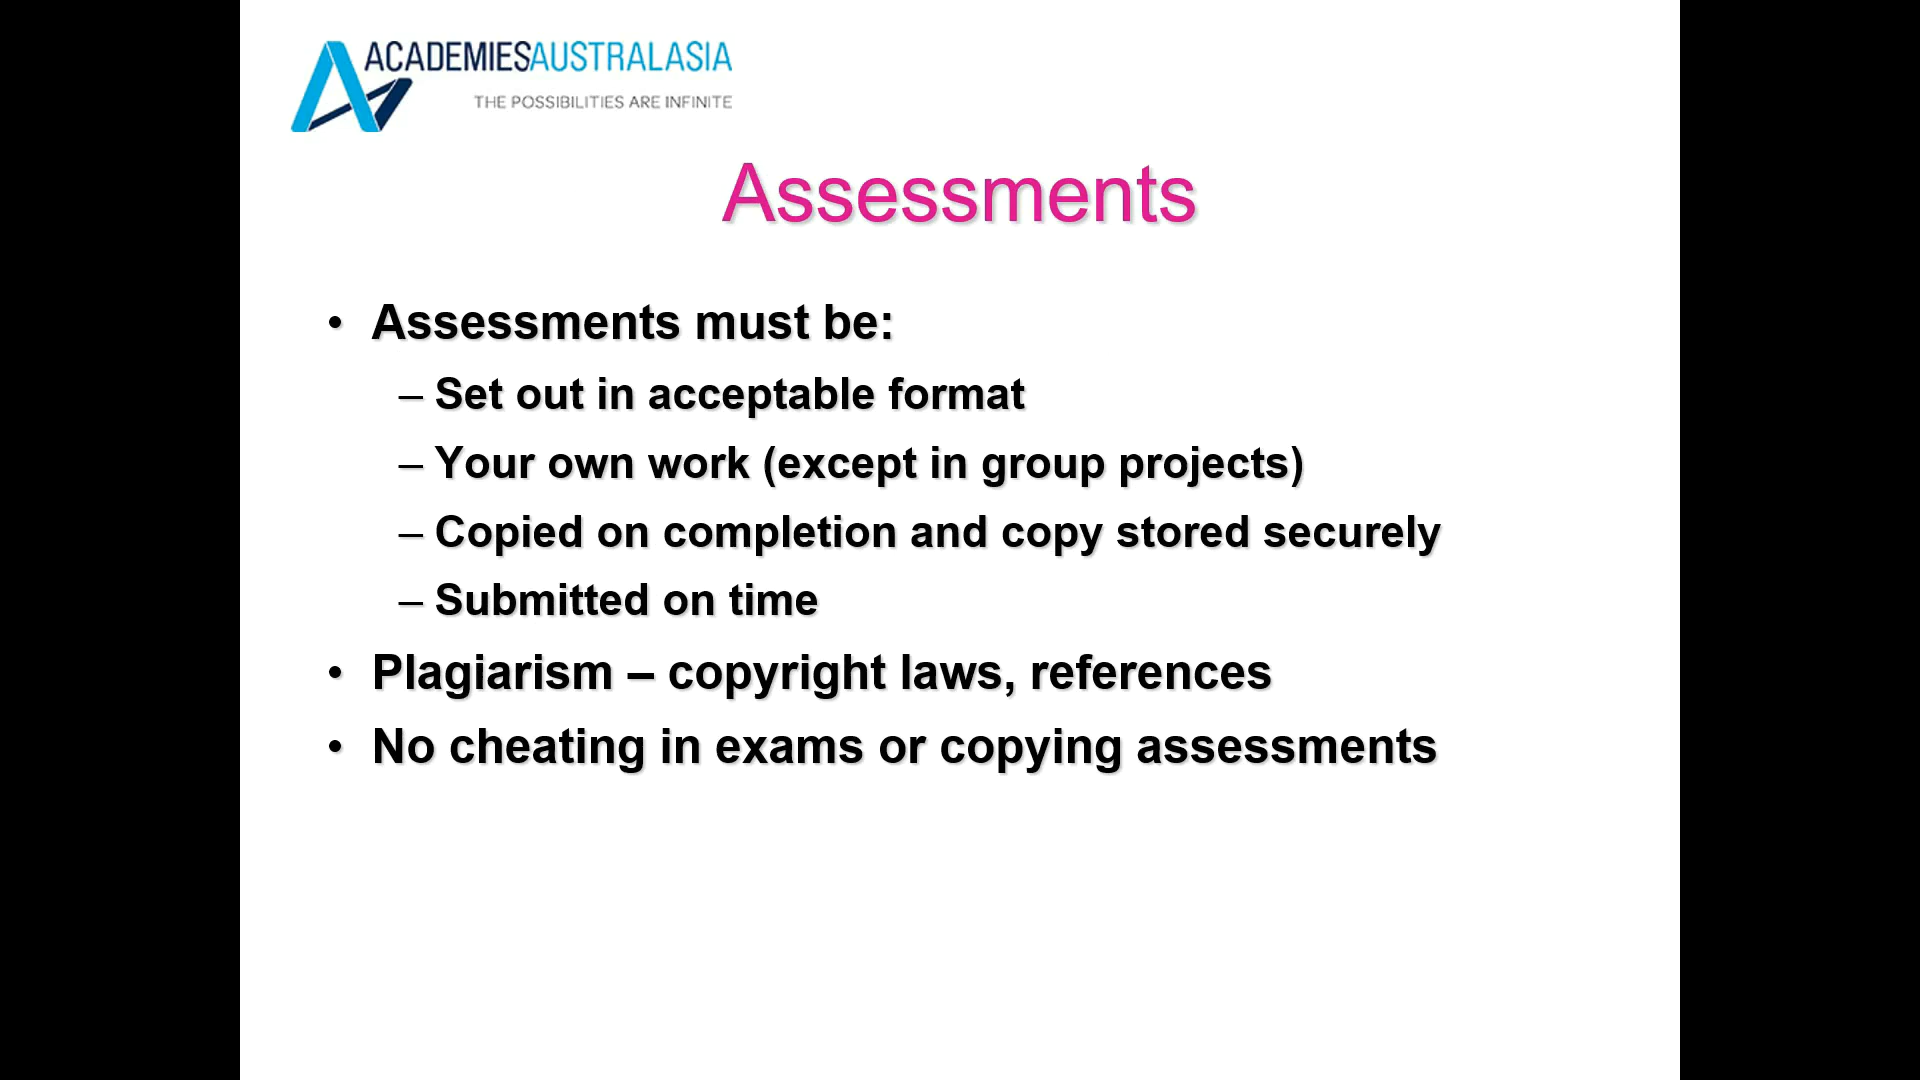 ACADEMIESAUSTRALASIA
THE POSSIBILITIES ARE INFINITE
Assessments
• Assessments must be:
– Set out in acceptable format
– Your own work (except in group projects)
– Copied on completion and copy stored securely
– Submitted on time
• Plagiarism – copyright laws, references
• No cheating in exams or copying assessments